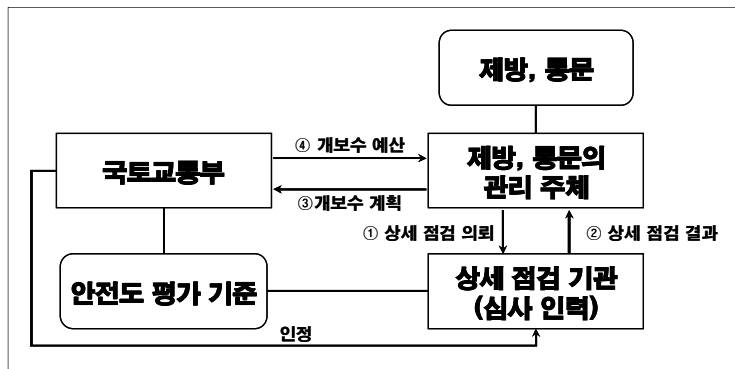 제방, 통문
④ 개보수 예산
국토교통부
제방, 통문의
관리 주체
③개보수 계획
① 상세 점검 의뢰
② 상세 점검 결과
안전도 평가 기준
상세 점검 기관
(심사 인력)
인정